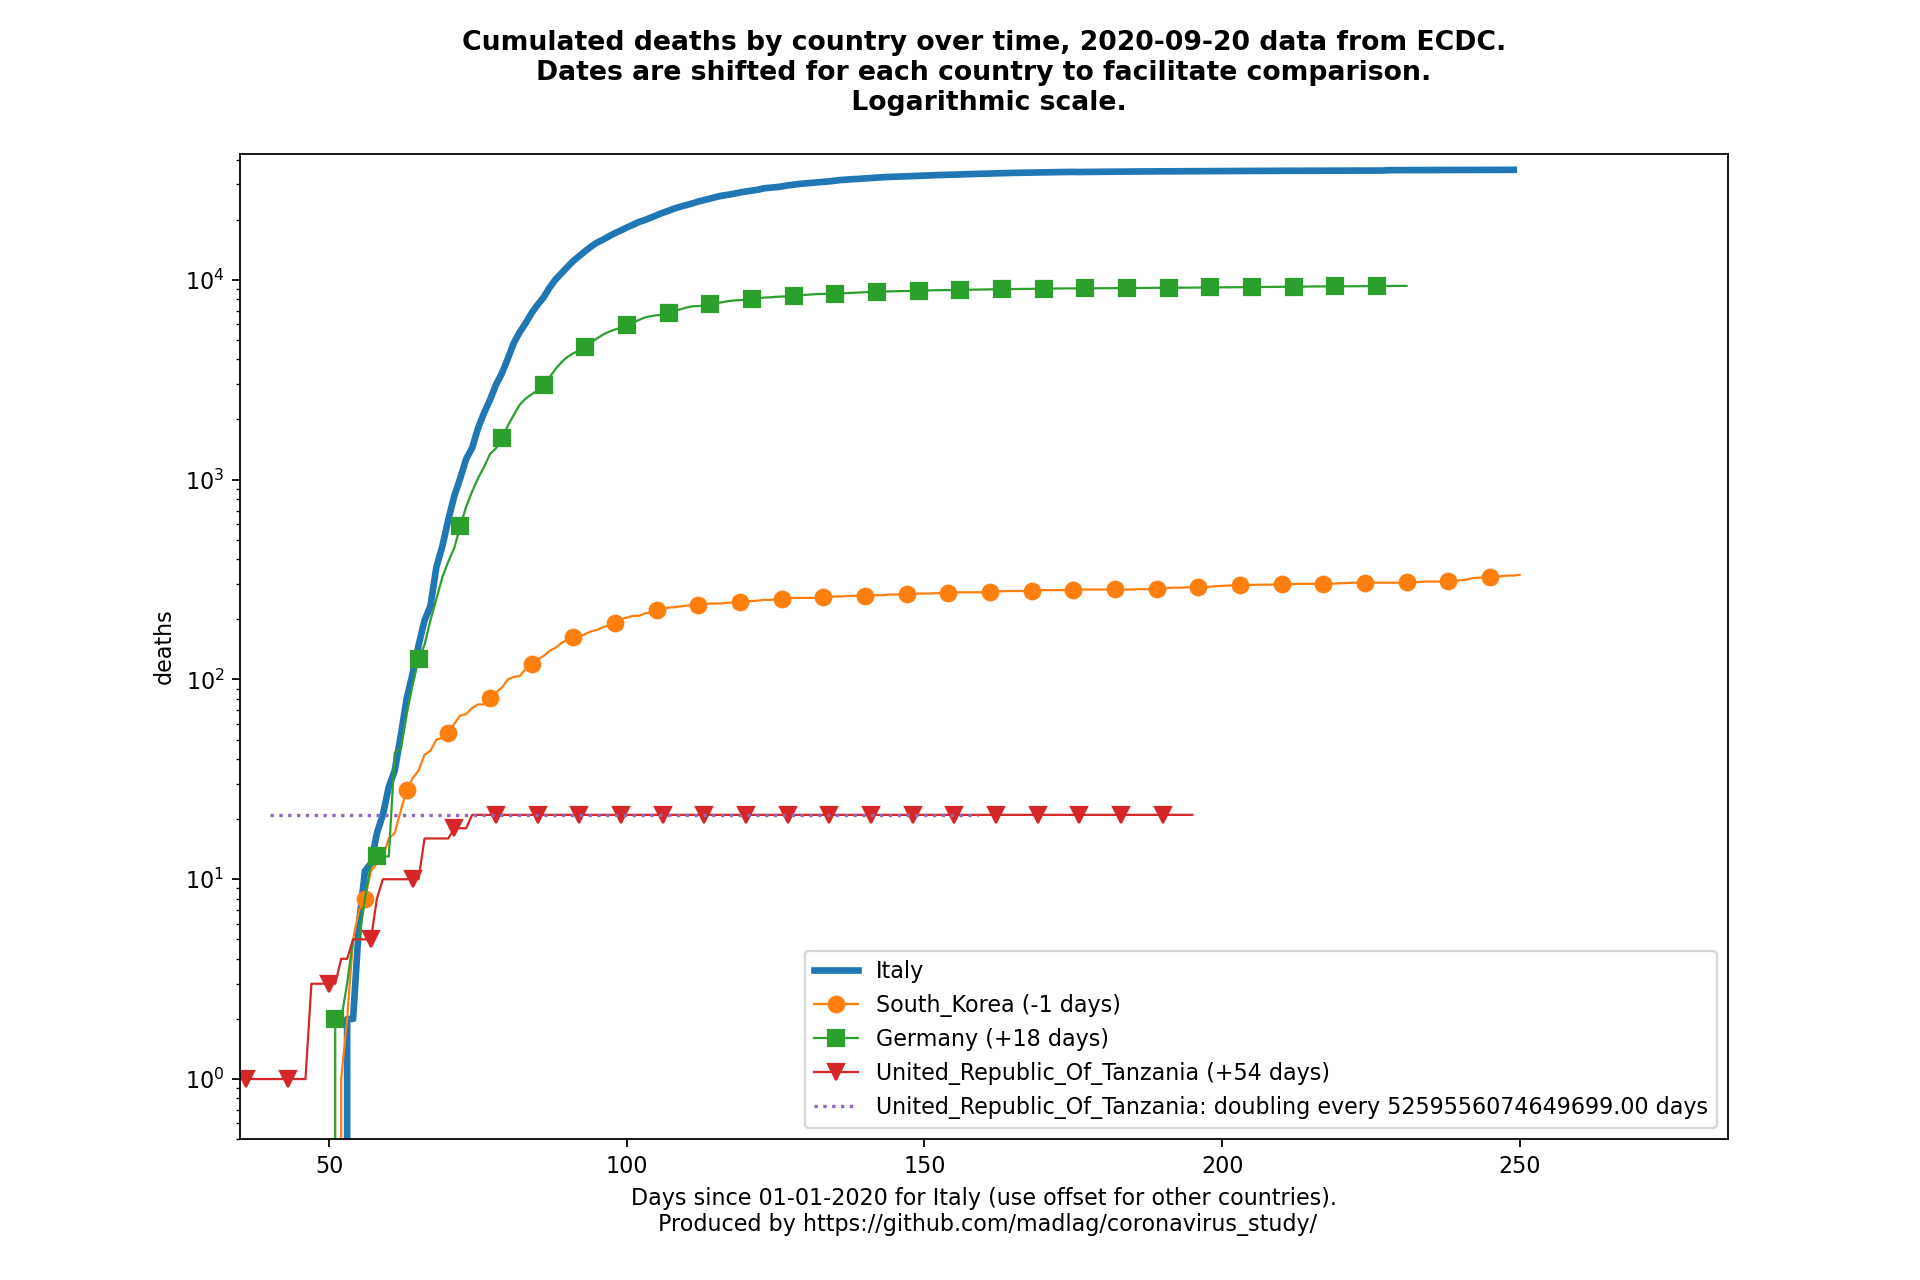 Cumulated deaths by country over time, 2020-09-20 data from ECDC.
Dates are shifted for each country to facilitate comparison.
Logarithmic scale.
10^4
10^3
10^2
10^1
10^0
deaths
Italy
South_Korea (-1 days)
Germany (+18 days)
United_Republic_Of_Tanzania (+54 days)
United_Republic_Of_Tanzania: doubling every 5259556074649699.00 days
50 100 150 200 250
Days since 01-01-2020 for Italy (use offset for other countries).
Produced by https://github.com/madlag/coronavirus_study/